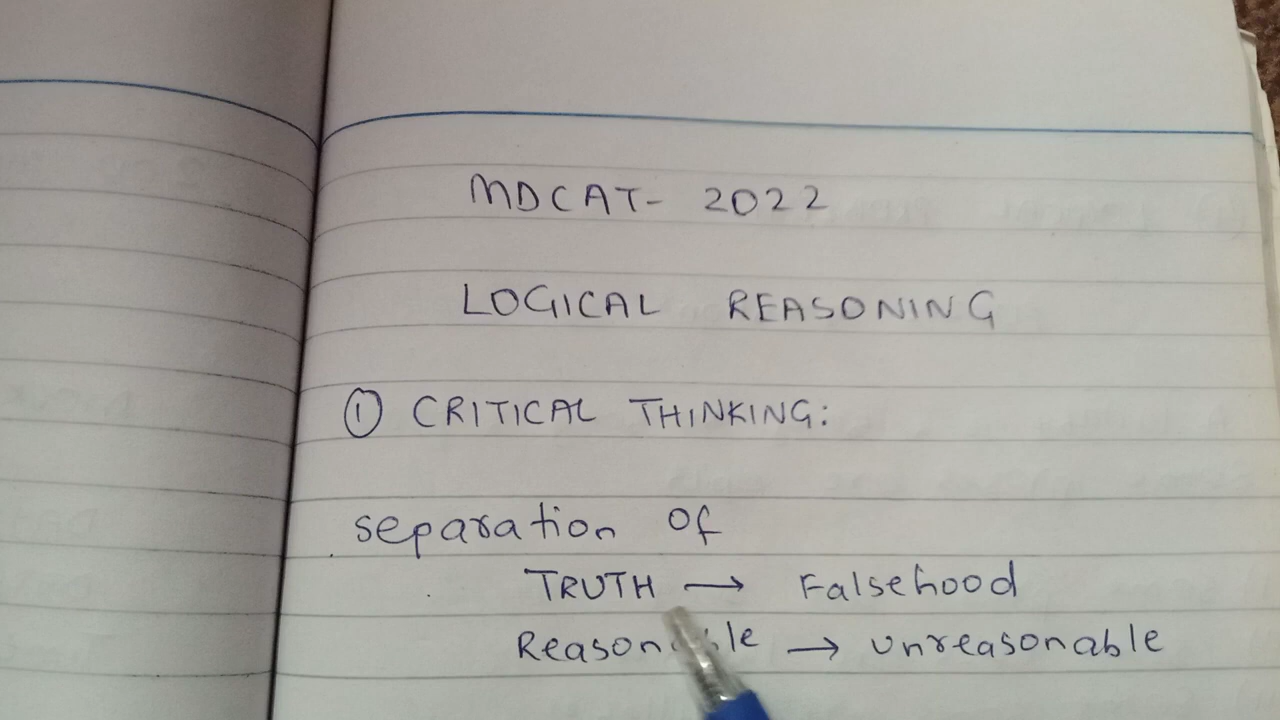 MDCAT- 2022
LOGICAL REASONING
① CRITICAL THINKING:
separation of
TRUTH → Falsehood
→ unreasonable